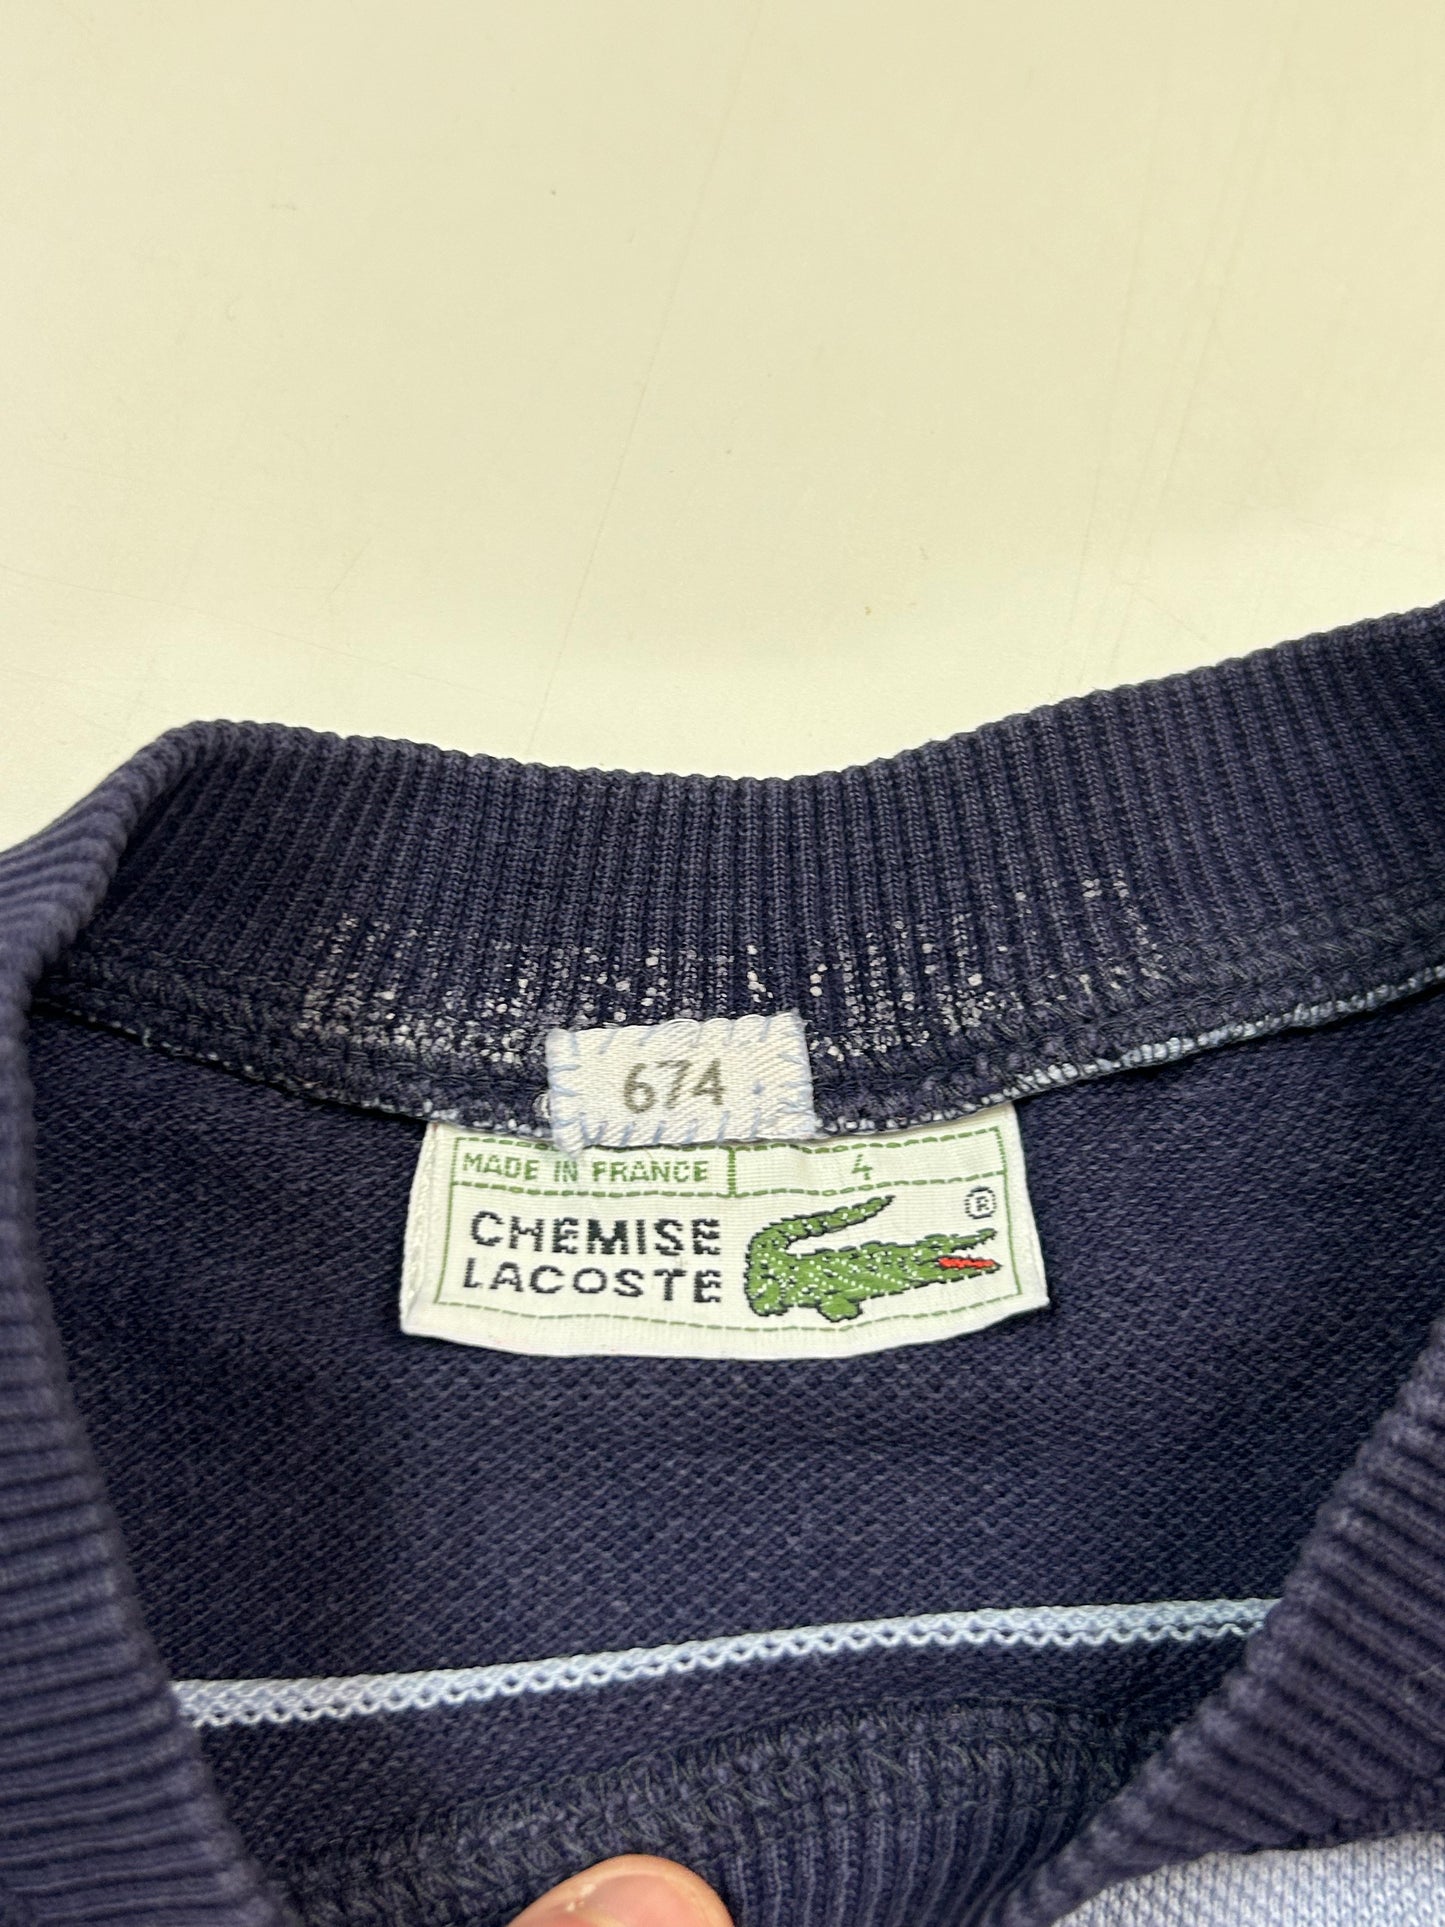 674
MADE IN FRANCE 4
CHEMISE
LACOSTE ®